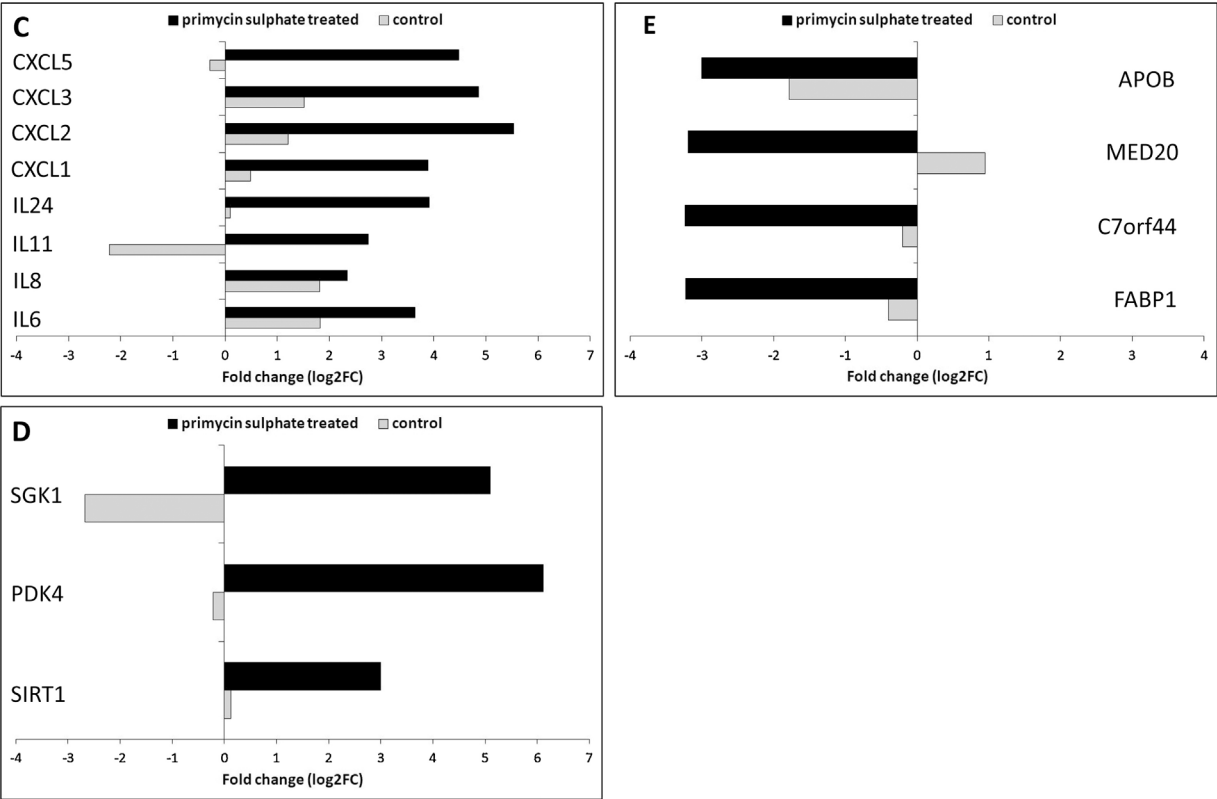 C
primycin sulphate treated control
CXCL5
CXCL3
CXCL2
CXCL1
IL24
IL11
IL8
IL6
-4 -3 -2 -1 0 1 2 3 4 5 6 7
Fold change (log2FC)
E
primycin sulphate treated control
APOB
MED20
C7orf44
FABP1
-4 -3 -2 -1 0 1 2 3 4
Fold change (log2FC)
D
primycin sulphate treated control
SGK1
PDK4
SIRT1
-4 -3 -2 -1 0 1 2 3 4 5 6 7
Fold change (log2FC)